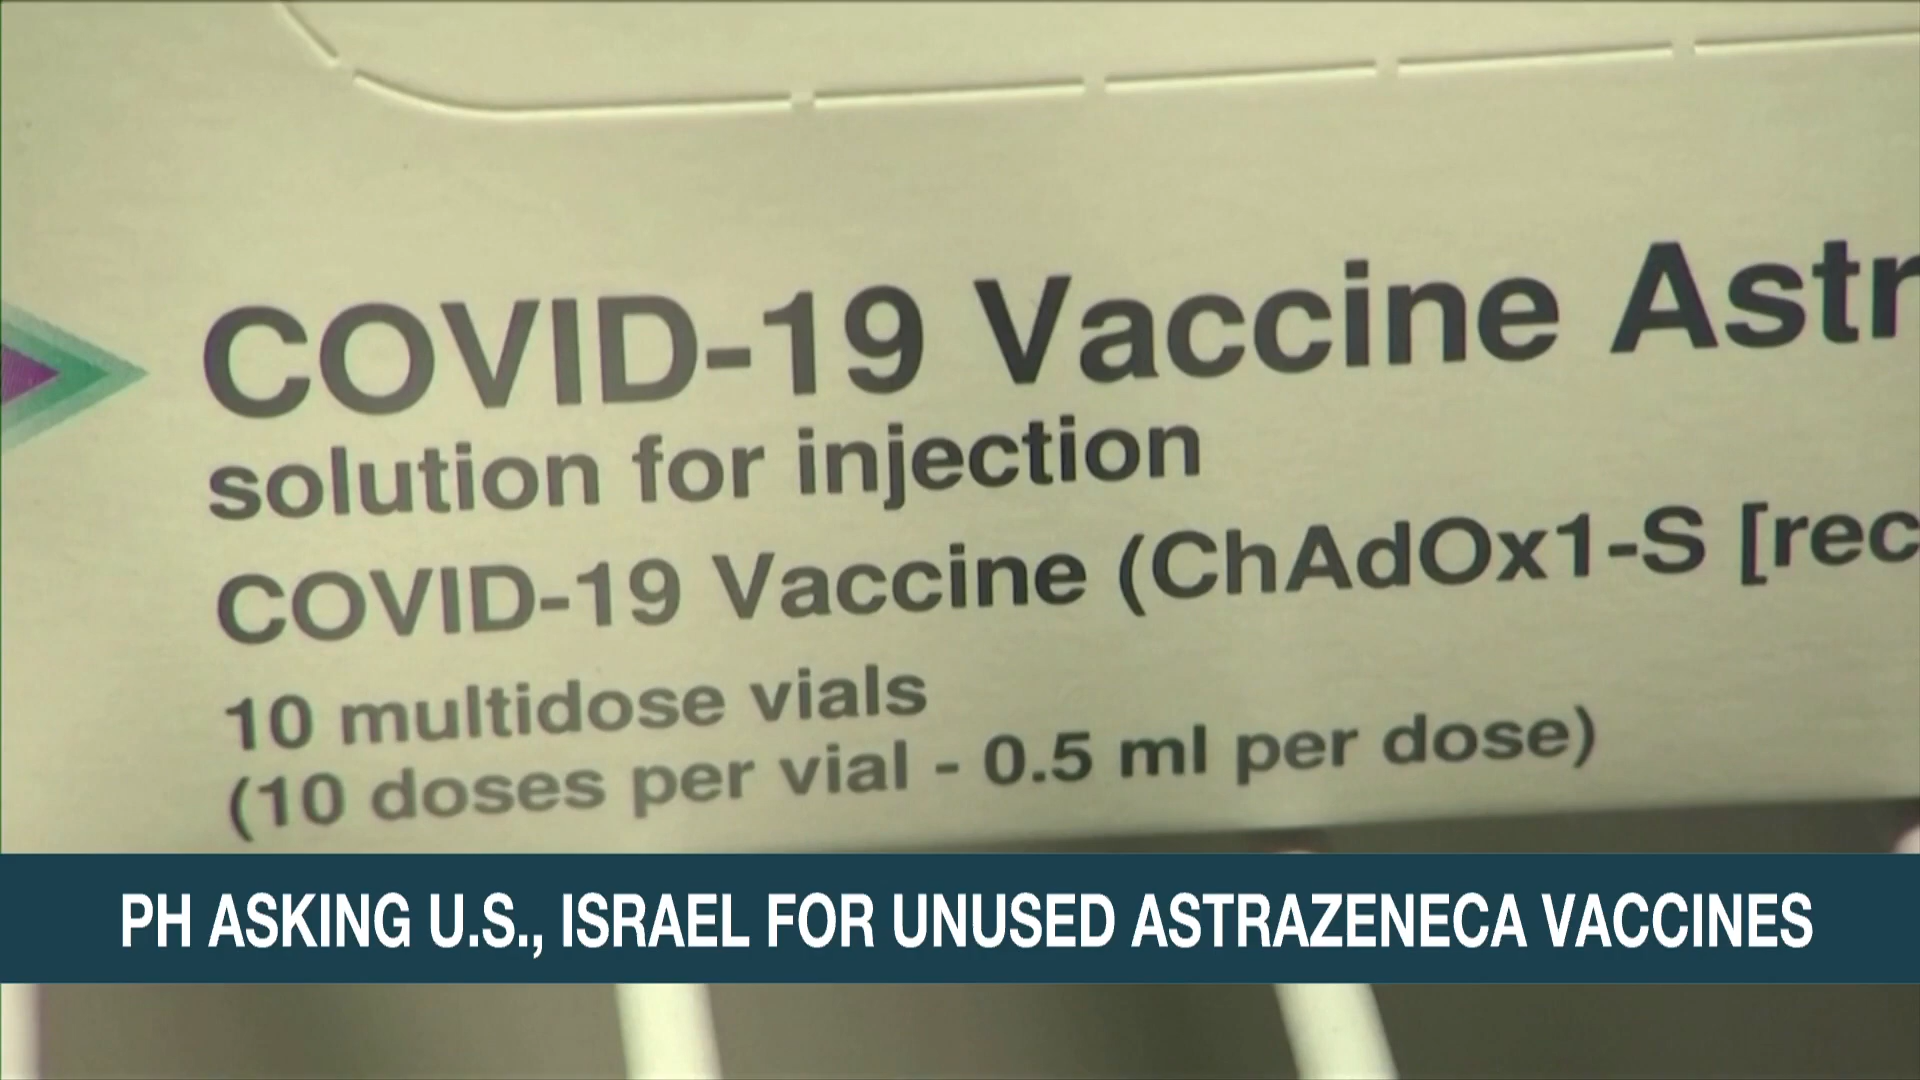 COVID-19 Vaccine Astr
solution for injection
COVID-19 Vaccine (ChAdOx1-S [rec
10 multidose vials
(10 doses per vial - 0.5 ml per dose)
PH ASKING U.S., ISRAEL FOR UNUSED ASTRAZENECA VACCINES